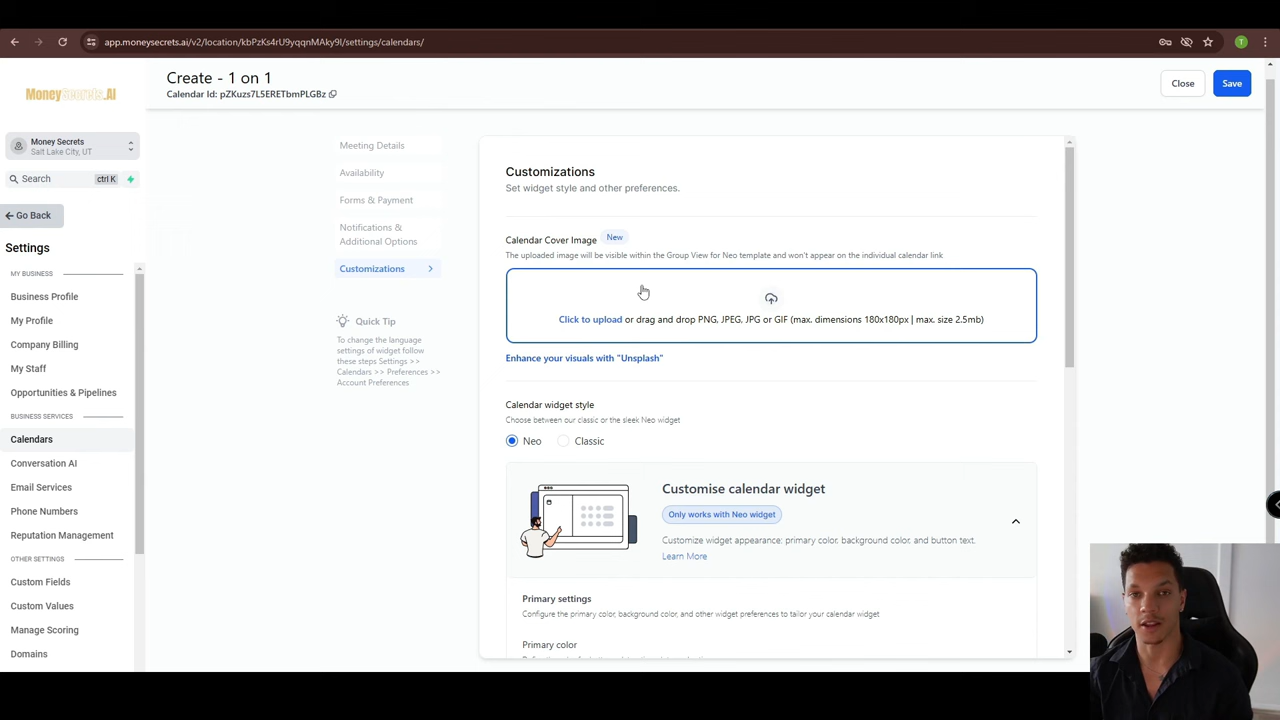 app.moneysecrets.ai/v2/location/kbPzKs4rU9yqqnMAky9I/settings/calendars/
T
MoneySecrets.AI
Money Secrets
Salt Lake City, UT
Search
ctrl K
Go Back
Settings
MY BUSINESS
Business Profile
My Profile
Company Billing
My Staff
Opportunities & Pipelines
BUSINESS SERVICES
Calendars
Conversation AI
Email Services
Phone Numbers
Reputation Management
OTHER SETTINGS
Custom Fields
Custom Values
Manage Scoring
Domains
Create - 1 on 1
Calendar Id: pZKuzs7L5ERETbmPLGBz
Close
Save
Meeting Details
Availability
Forms & Payment
Notifications &
Additional Options
Customizations
Quick Tip
To change the language
settings of widget follow
these steps Settings >>
Calendars >> Preferences >>
Account Preferences
Customizations
Set widget style and other preferences.
Calendar Cover Image New
The uploaded image will be visible within the Group View for Neo template and won't appear on the individual calendar link
Click to upload or drag and drop PNG, JPEG, JPG or GIF (max. dimensions 180x180px | max. size 2.5mb)
Enhance your visuals with "Unsplash"
Calendar widget style
Choose between our classic or the sleek Neo widget
Neo
Classic
Customise calendar widget
Only works with Neo widget
Customize widget appearance: primary color, background color, and button text.
Learn More
Primary settings
Configure the primary color, background color, and other widget preferences to tailor your calendar widget
Primary color